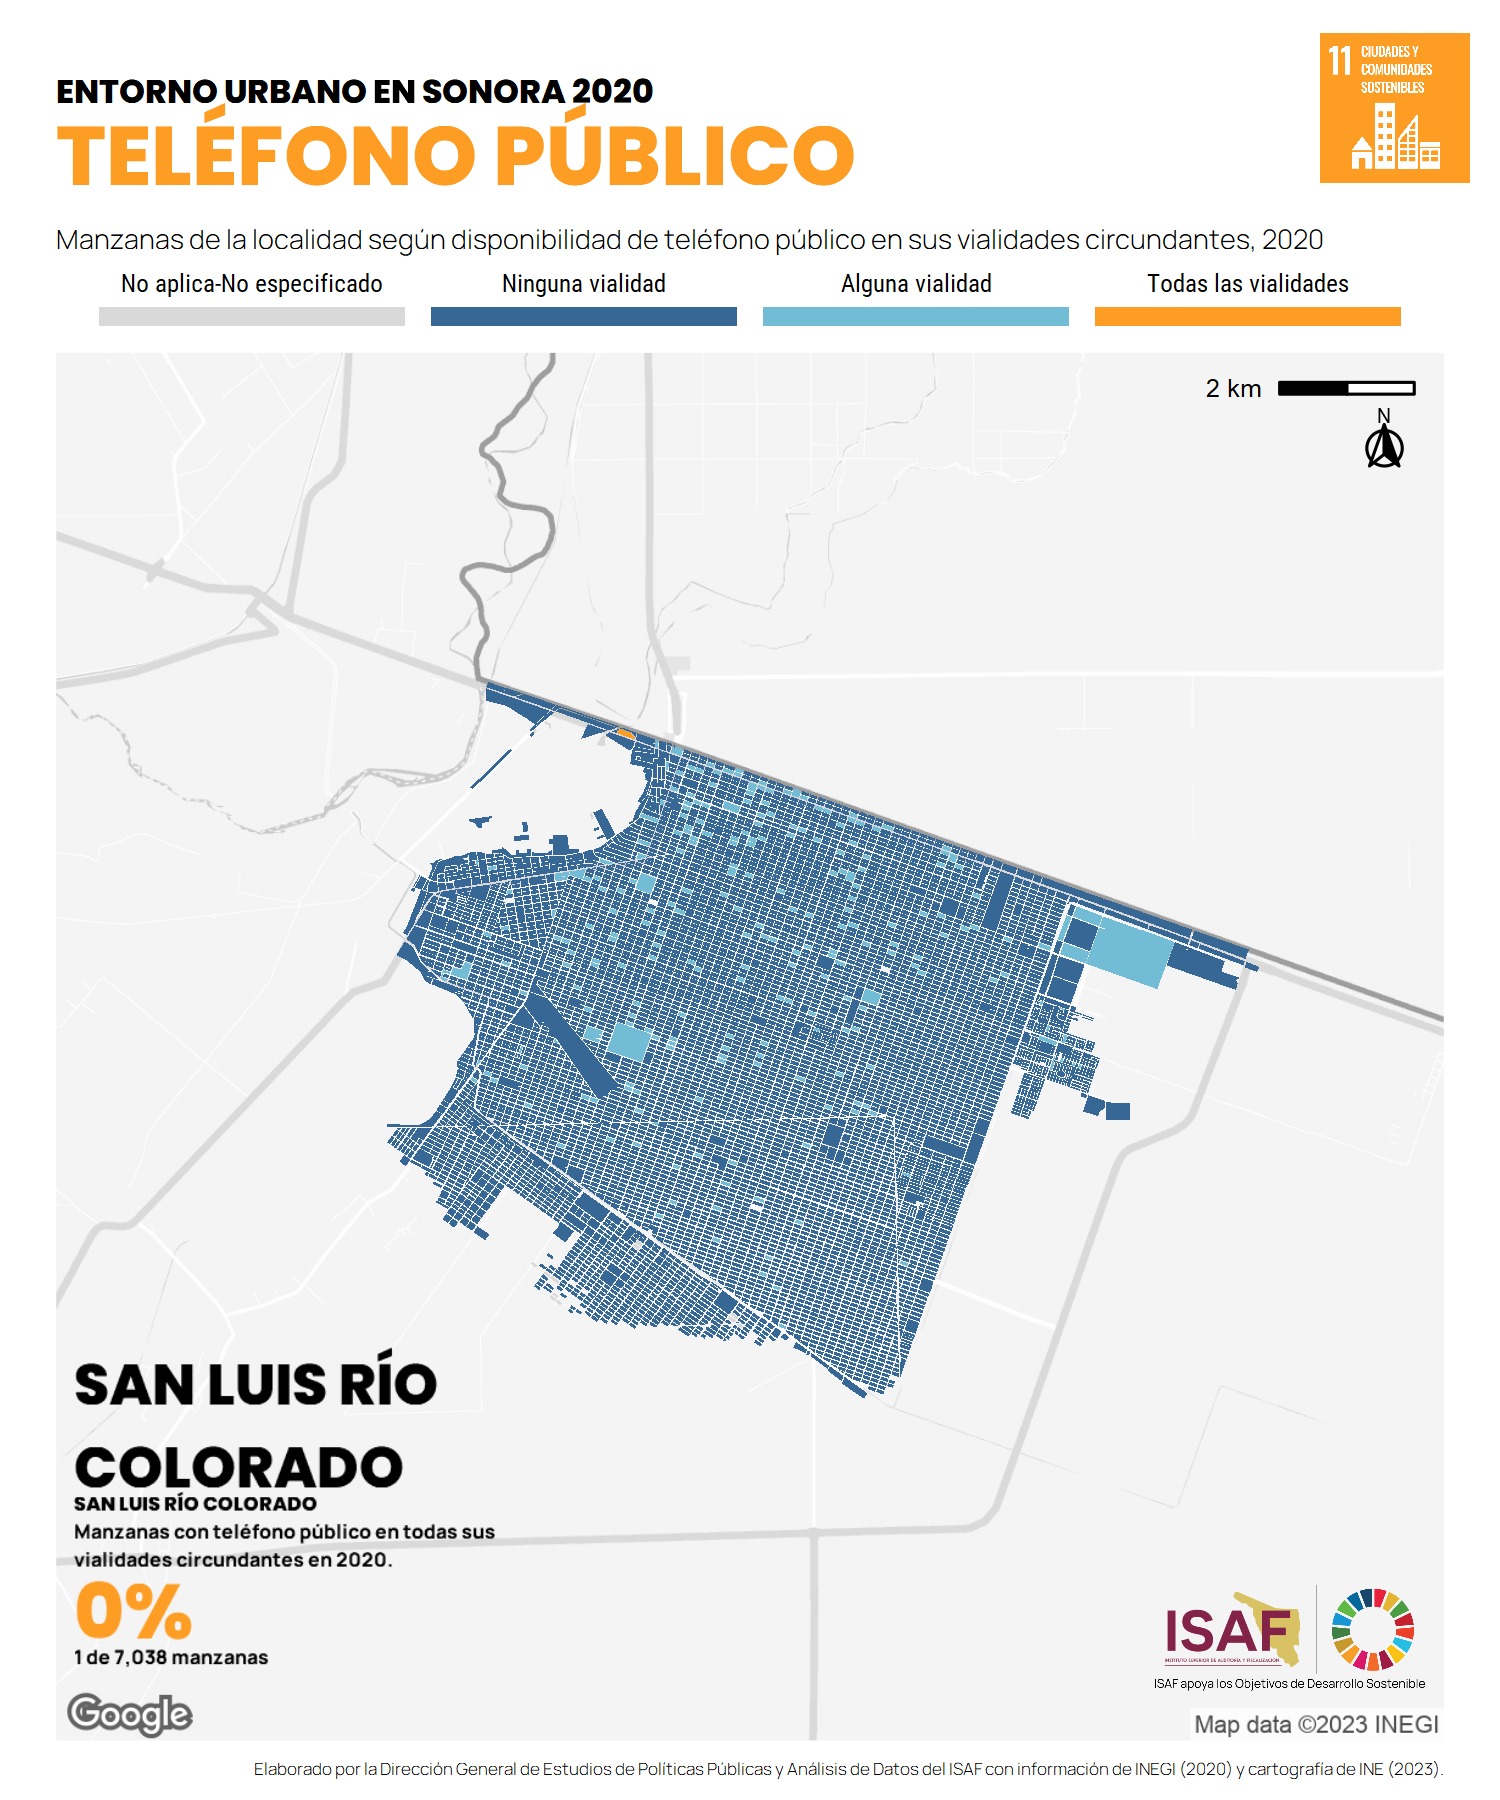 ENTORNO URBANO EN SONORA 2020
TELÉFONO PÚBLICO
11 CIUDADES Y
COMUNIDADES
SOSTENIBLES
Manzanas de la localidad según disponibilidad de teléfono público en sus vialidades circundantes, 2020
No aplica-No especificado
Ninguna vialidad
Alguna vialidad
Todas las vialidades
2 km
N
SAN LUIS RÍO
COLORADO
SAN LUIS RÍO COLORADO
Manzanas con teléfono público en todas sus
vialidades circundantes en 2020.
0%
1 de 7,038 manzanas
Google
ISAF
INSTITUTO SUPERIOR DE AUDITORÍA Y FISCALIZACIÓN
ISAF apoya los Objetivos de Desarrollo Sostenible
Map data ©2023 INEGI
Elaborado por la Dirección General de Estudios de Políticas Públicas y Análisis de Datos del ISAF con información de INEGI (2020) y cartografía de INE (2023).